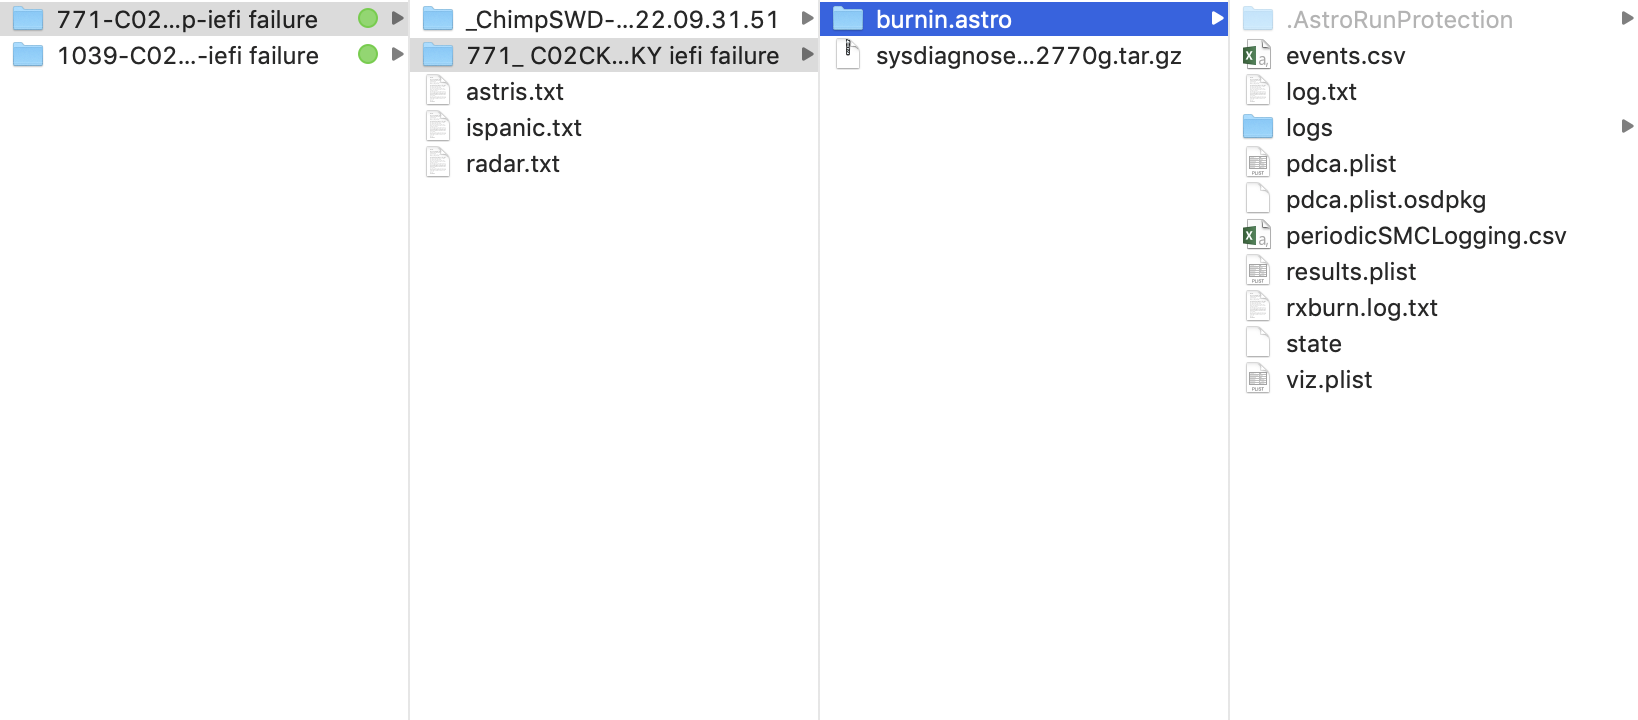 771-C02...p-iefi failure
1039-C02...-iefi failure
_ChimpSWD-...22.09.31.51
771_ C02CK...KY iefi failure
astris.txt
ispanic.txt
radar.txt
burnin.astro
sysdiagnose...2770g.tar.gz
.AstroRunProtection
events.csv
log.txt
logs
pdca.plist
pdca.plist.osdpkg
periodicSMCLogging.csv
results.plist
rxburn.log.txt
state
viz.plist